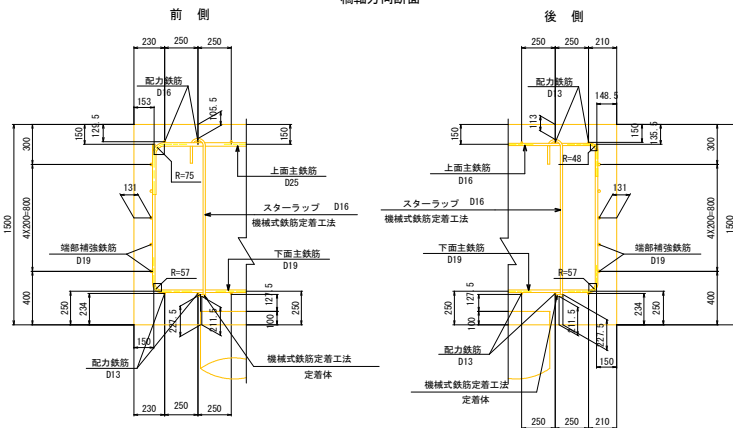 前 側
230
250
250
配力鉄筋
D16
153
150
129.5
105.5
150
300
R=75
上面主鉄筋
D25
131
1500
4X200=800
スターラップ D16
機械式鉄筋定着工法
端部補強鉄筋
D19
下面主鉄筋
D19
R=57
400
250
234
227.5
211.5
127.5
100
250
150
配力鉄筋
D13
機械式鉄筋定着工法
定着体
230
250
250
後 側
250
250
210
配力鉄筋
D13
148.5
150
113
150
135.5
300
R=48
上面主鉄筋
D16
131
スターラップ D16
機械式鉄筋定着工法
1500
4X200=800
下面主鉄筋
D19
端部補強鉄筋
D19
R=57
250
127.5
100
211.5
227.5
234
250
400
150
配力鉄筋
D13
機械式鉄筋定着工法
定着体
250
250
210